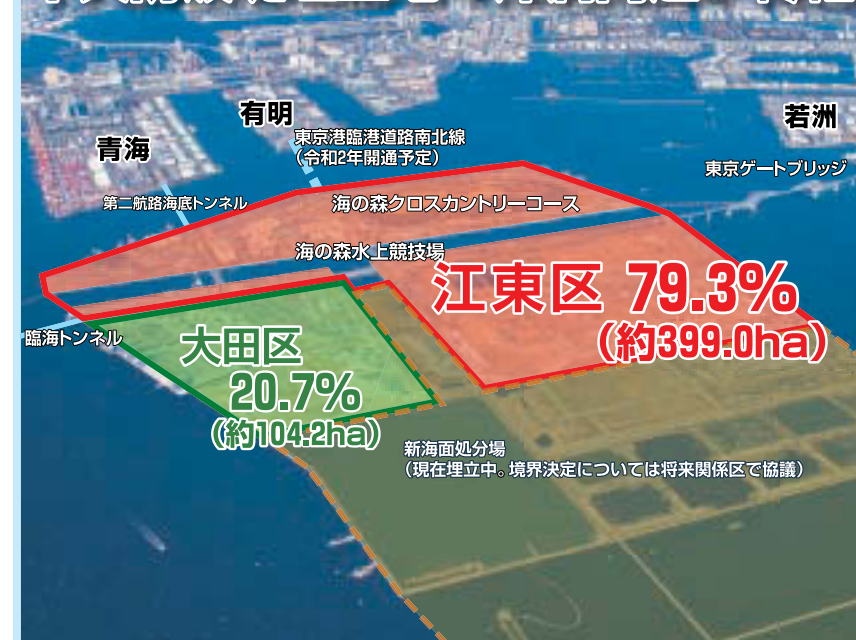 有明
若洲
青海
東京港臨港道路南北線
（令和2年開通予定）
東京ゲートブリッジ
第二航路海底トンネル
海の森クロスカントリーコース
海の森水上競技場
江東区 79.3%
（約399.0ha）
臨海トンネル
大田区
20.7%
（約104.2ha）
新海面処分場
（現在埋立中。境界決定については将来関係区で協議）